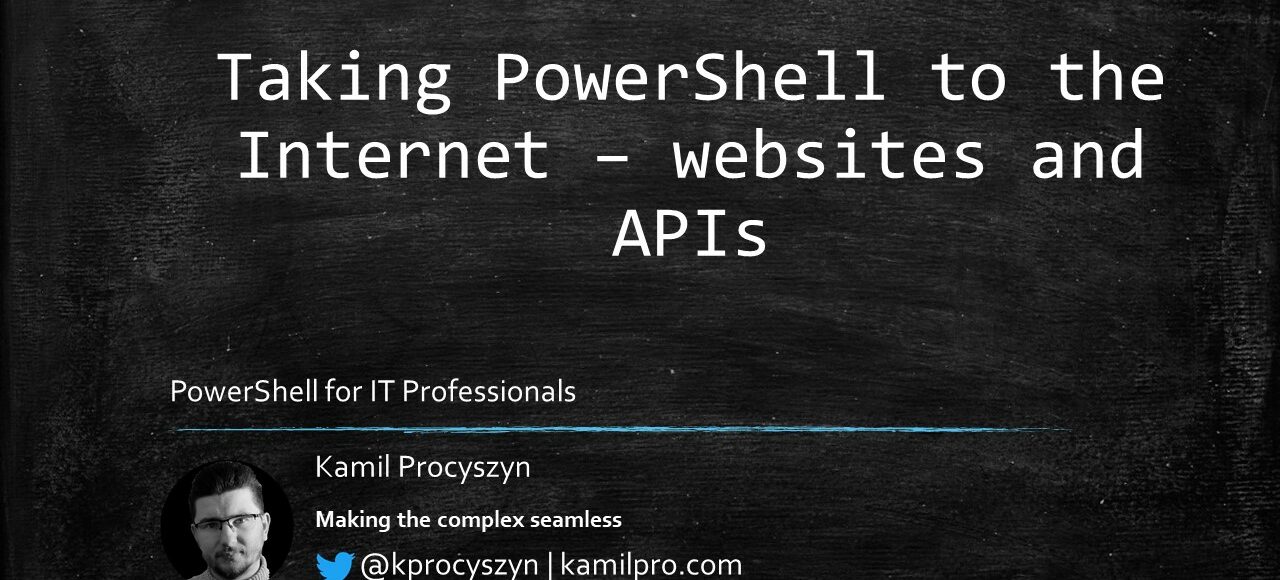 Taking PowerShell to the
Internet – websites and
APIs
PowerShell for IT Professionals
Kamil Procyszyn
Making the complex seamless
@kprocyszyn | kamilpro.com